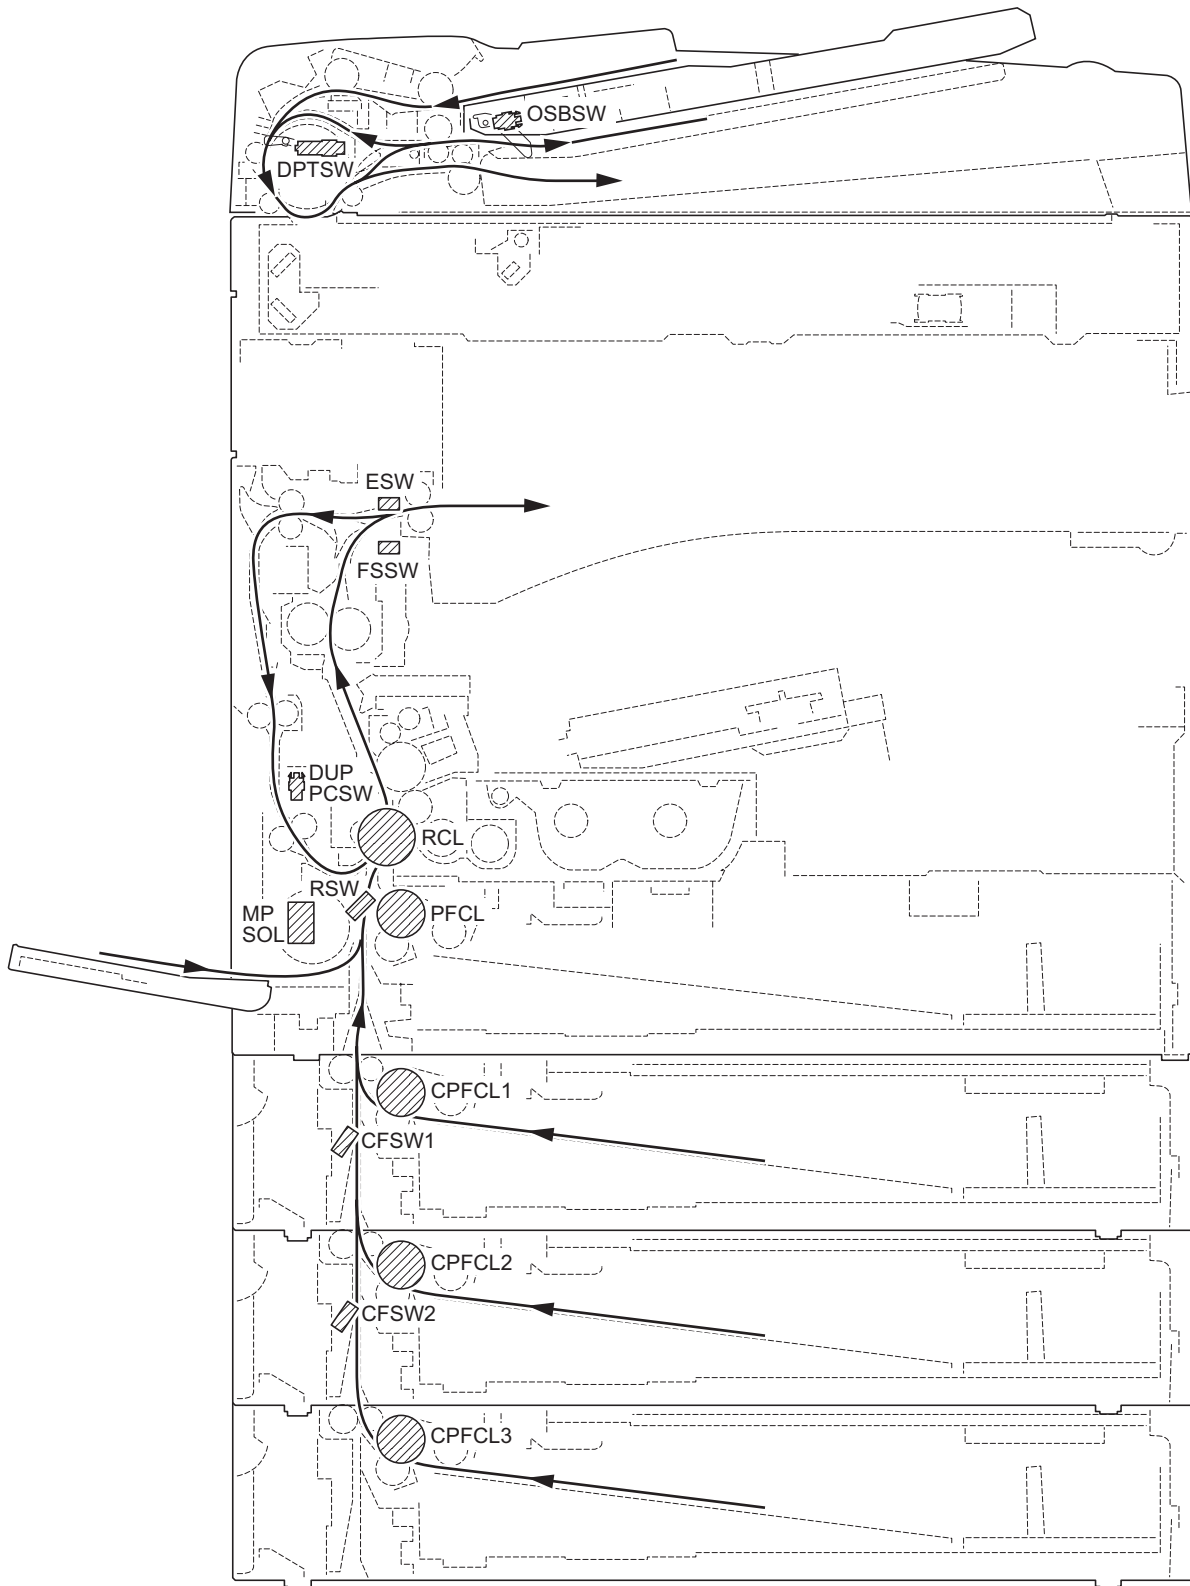 OSBSW
DPTSW
ESW
FSSW
DUP
PCSW
RCL
RSW
MP
SOL
PFCL
CPFCL1
CFSW1
CPFCL2
CFSW2
CPFCL3